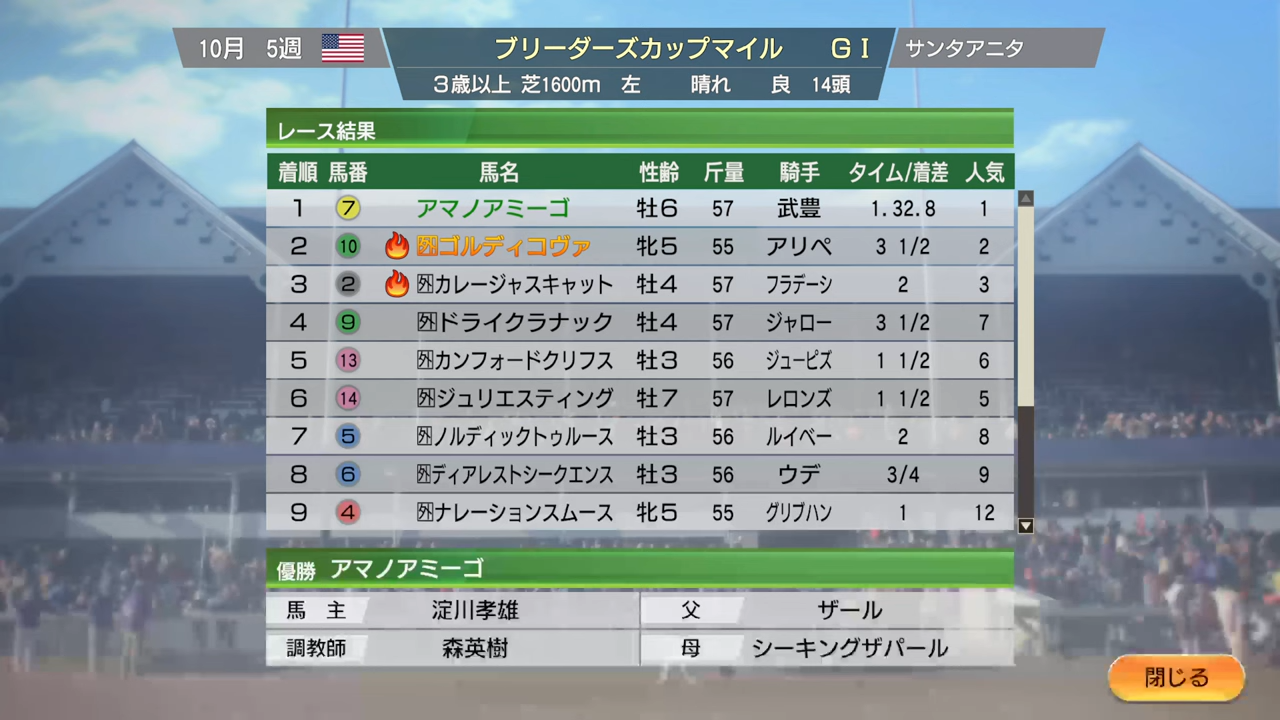 10月 5週 ブリーダーズカップマイル GⅠ サンタアニタ
3歳以上 芝1600m 左 晴れ 良 14頭
レース結果
着順 馬番 馬名 性齢 斤量 騎手 タイム/着差 人気
1 7 アマノアミーゴ 牡6 57 武豊 1.32.8 1
2 10 外ゴルディコヴァ 牝5 55 アリペ 3 1/2 2
3 2 外カレージャスキャット 牡4 57 フラデーシ 2 3
4 9 外ドライクラナック 牡4 57 ジャロー 3 1/2 7
5 13 外カンフォードクリフス 牡3 56 ジューピズ 1 1/2 6
6 14 外ジュリエスティング 牡7 57 レロンズ 1 1/2 5
7 5 外ノルディックトゥルース 牡3 56 ルイベー 2 8
8 6 外ディアレストシークエンス 牡3 56 ウデ 3/4 9
9 4 外ナレーションスムース 牝5 55 グリブハン 1 12
優勝 アマノアミーゴ
馬主 淀川孝雄 父 ザール
調教師 森英樹 母 シーキングザパール
閉じる